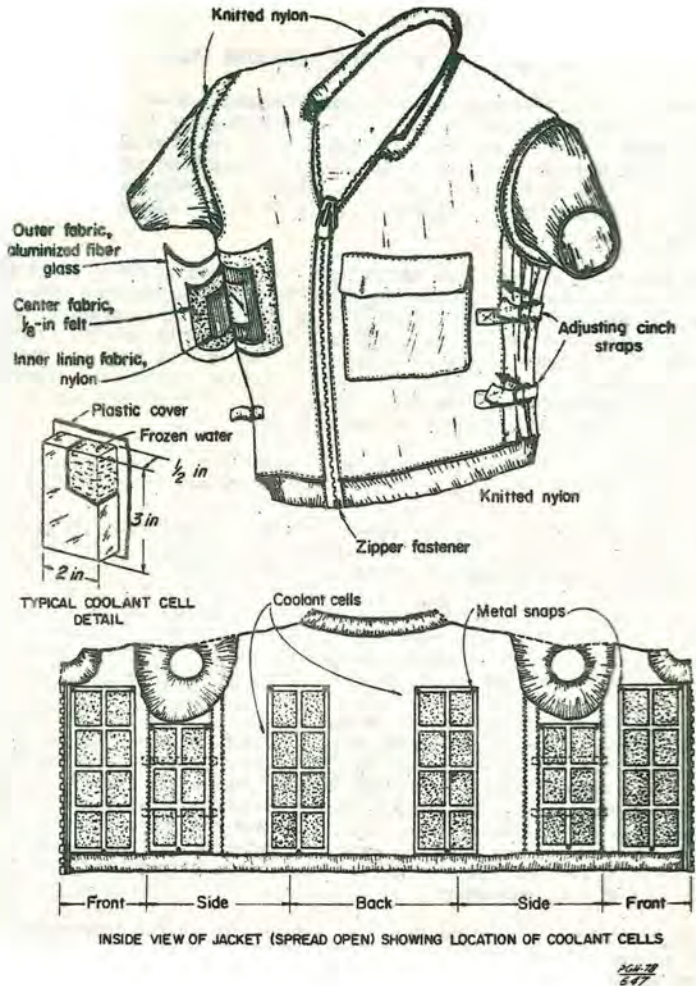 Knitted nylon
Outer fabric,
aluminized fiber
glass
Center fabric,
1/8-in felt
Inner lining fabric,
nylon
Adjusting cinch
straps
Plastic cover
Frozen water
1/2 in
3 in
2 in
Knitted nylon
Zipper fastener
TYPICAL COOLANT CELL
DETAIL
Coolant cells
Metal snaps
Front
Side
Back
Side
Front
INSIDE VIEW OF JACKET (SPREAD OPEN) SHOWING LOCATION OF COOLANT CELLS
647